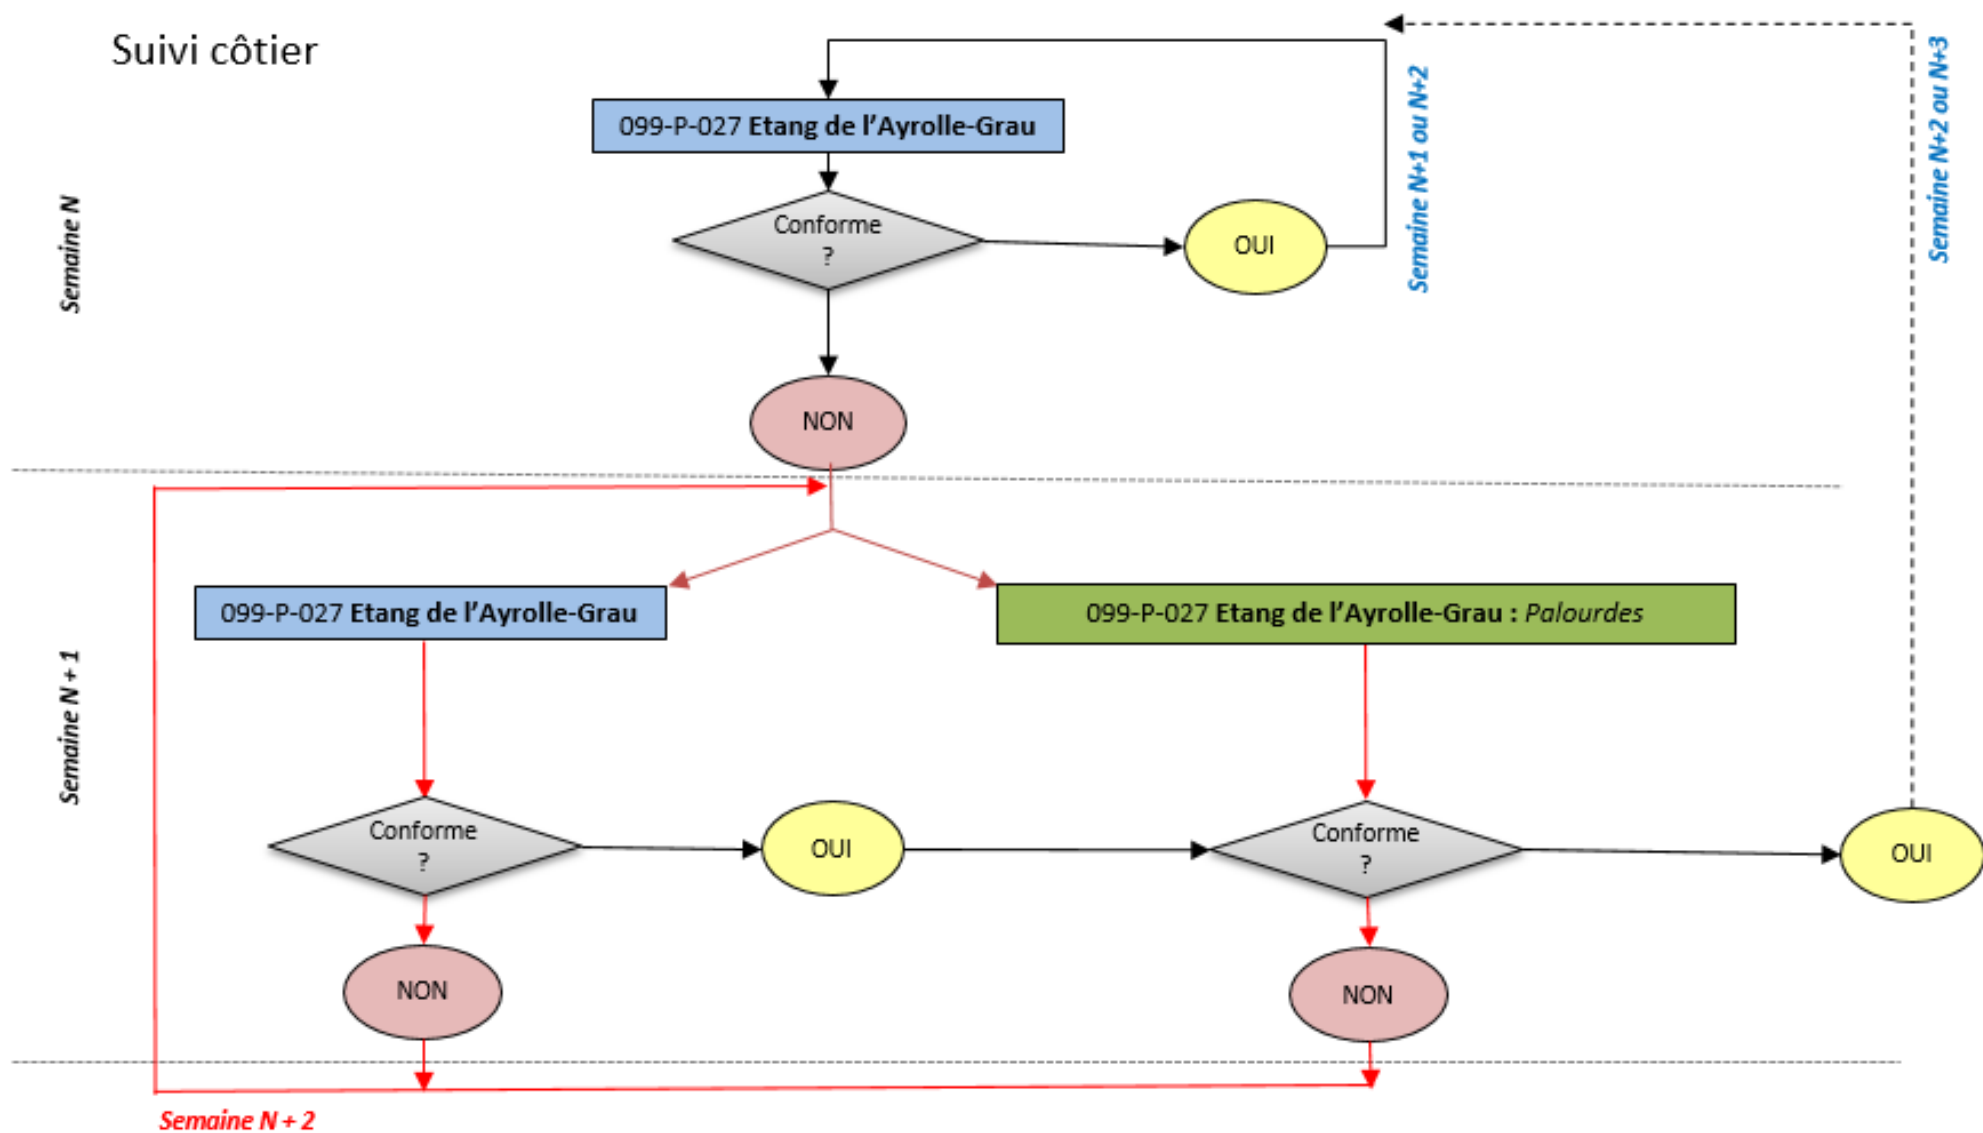 Suivi côtier
Semaine N+1 ou N+2
Semaine N+2 ou N+3
099-P-027 Etang de l'Ayrolle-Grau
Semaine N
Conforme
?
OUI
NON
099-P-027 Etang de l'Ayrolle-Grau
099-P-027 Etang de l'Ayrolle-Grau : Palourdes
Semaine N + 1
Conforme
?
OUI
Conforme
?
OUI
NON
NON
Semaine N + 2